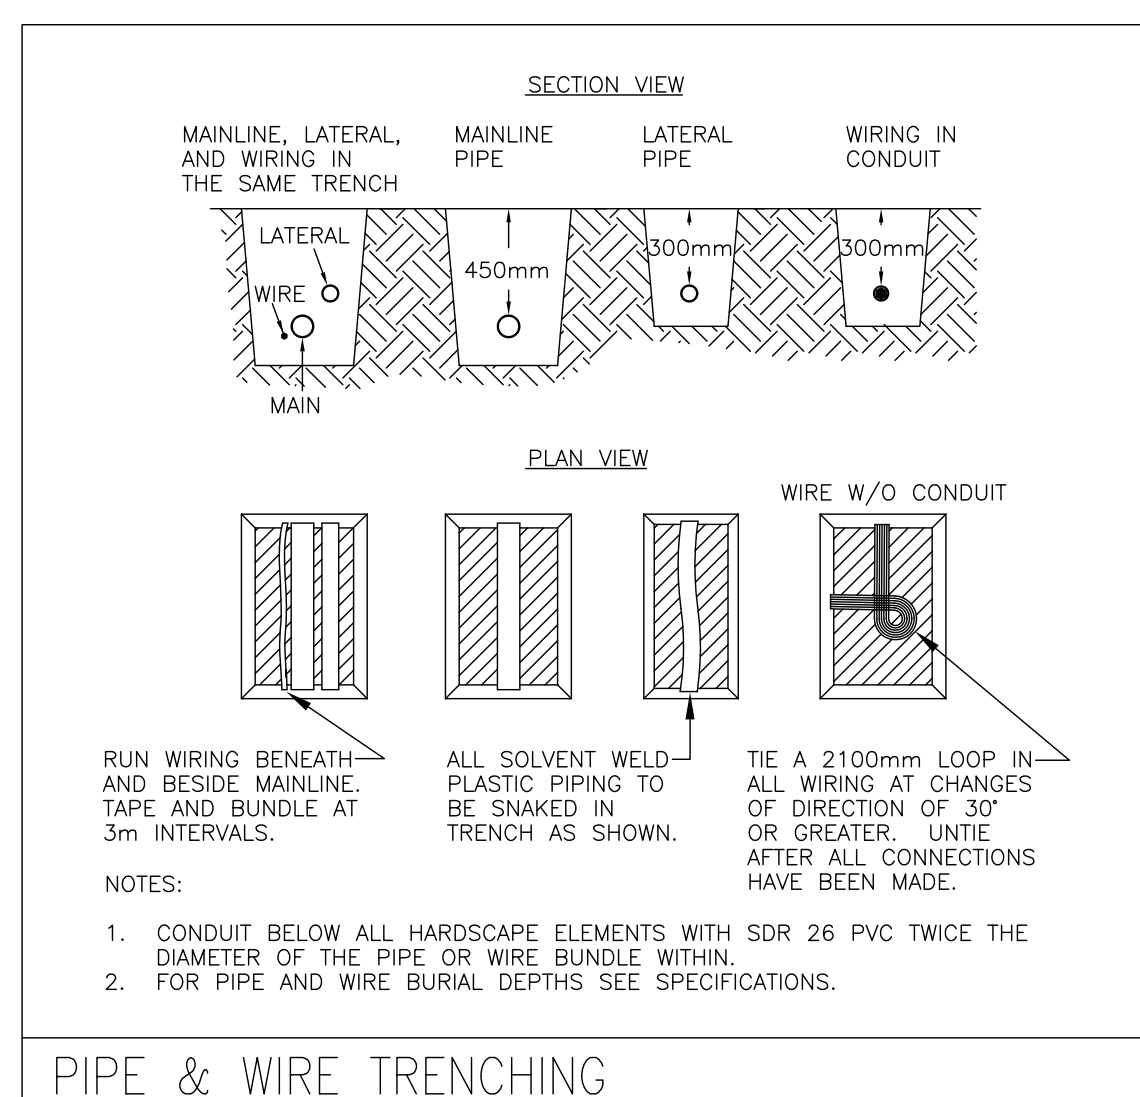 SECTION VIEW
MAINLINE, LATERAL,
AND WIRING IN
THE SAME TRENCH
MAINLINE
PIPE
LATERAL
PIPE
WIRING IN
CONDUIT
LATERAL
WIRE
MAIN
450mm
300mm
300mm
PLAN VIEW
WIRE W/O CONDUIT
RUN WIRING BENEATH
AND BESIDE MAINLINE.
TAPE AND BUNDLE AT
3m INTERVALS.
ALL SOLVENT WELD
PLASTIC PIPING TO
BE SNAKED IN
TRENCH AS SHOWN.
TIE A 2100mm LOOP IN
ALL WIRING AT CHANGES
OF DIRECTION OF 30°
OR GREATER. UNTIE
AFTER ALL CONNECTIONS
HAVE BEEN MADE.
NOTES:
1. CONDUIT BELOW ALL HARDSCAPE ELEMENTS WITH SDR 26 PVC TWICE THE
DIAMETER OF THE PIPE OR WIRE BUNDLE WITHIN.
2. FOR PIPE AND WIRE BURIAL DEPTHS SEE SPECIFICATIONS.
PIPE & WIRE TRENCHING